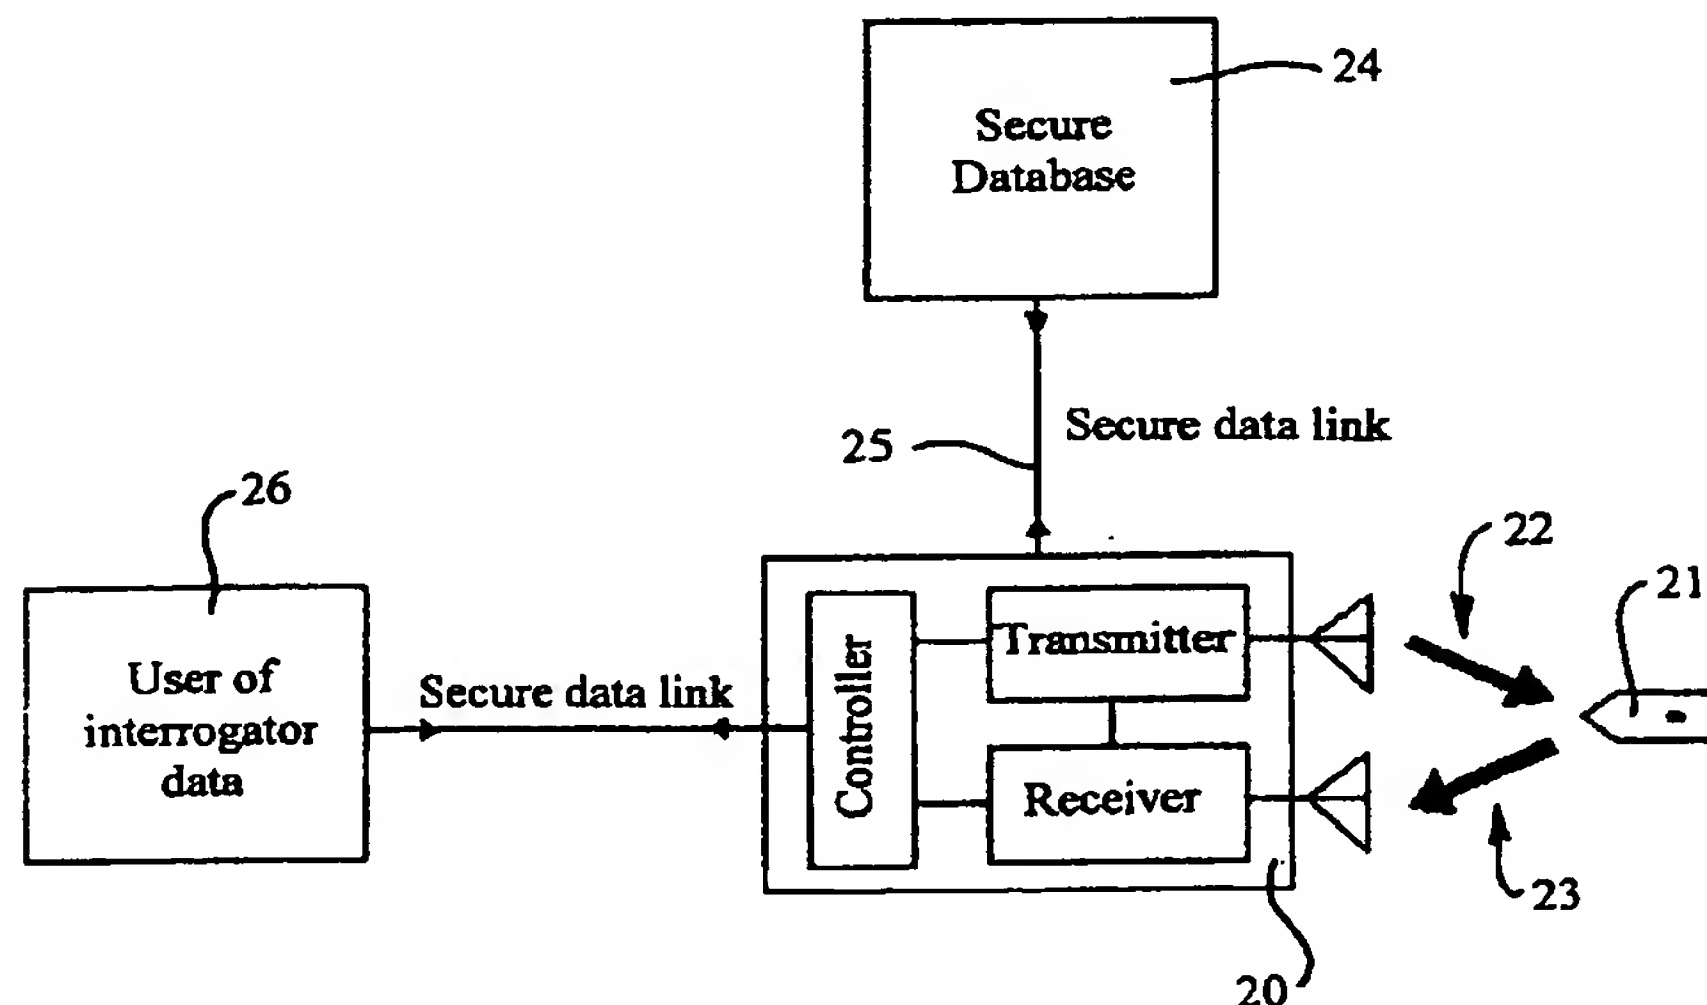 24
Secure
Database
Secure data link
25
26
22
21
User of
interrogator
data
Secure data link
Controller
Transmitter
Receiver
23
20